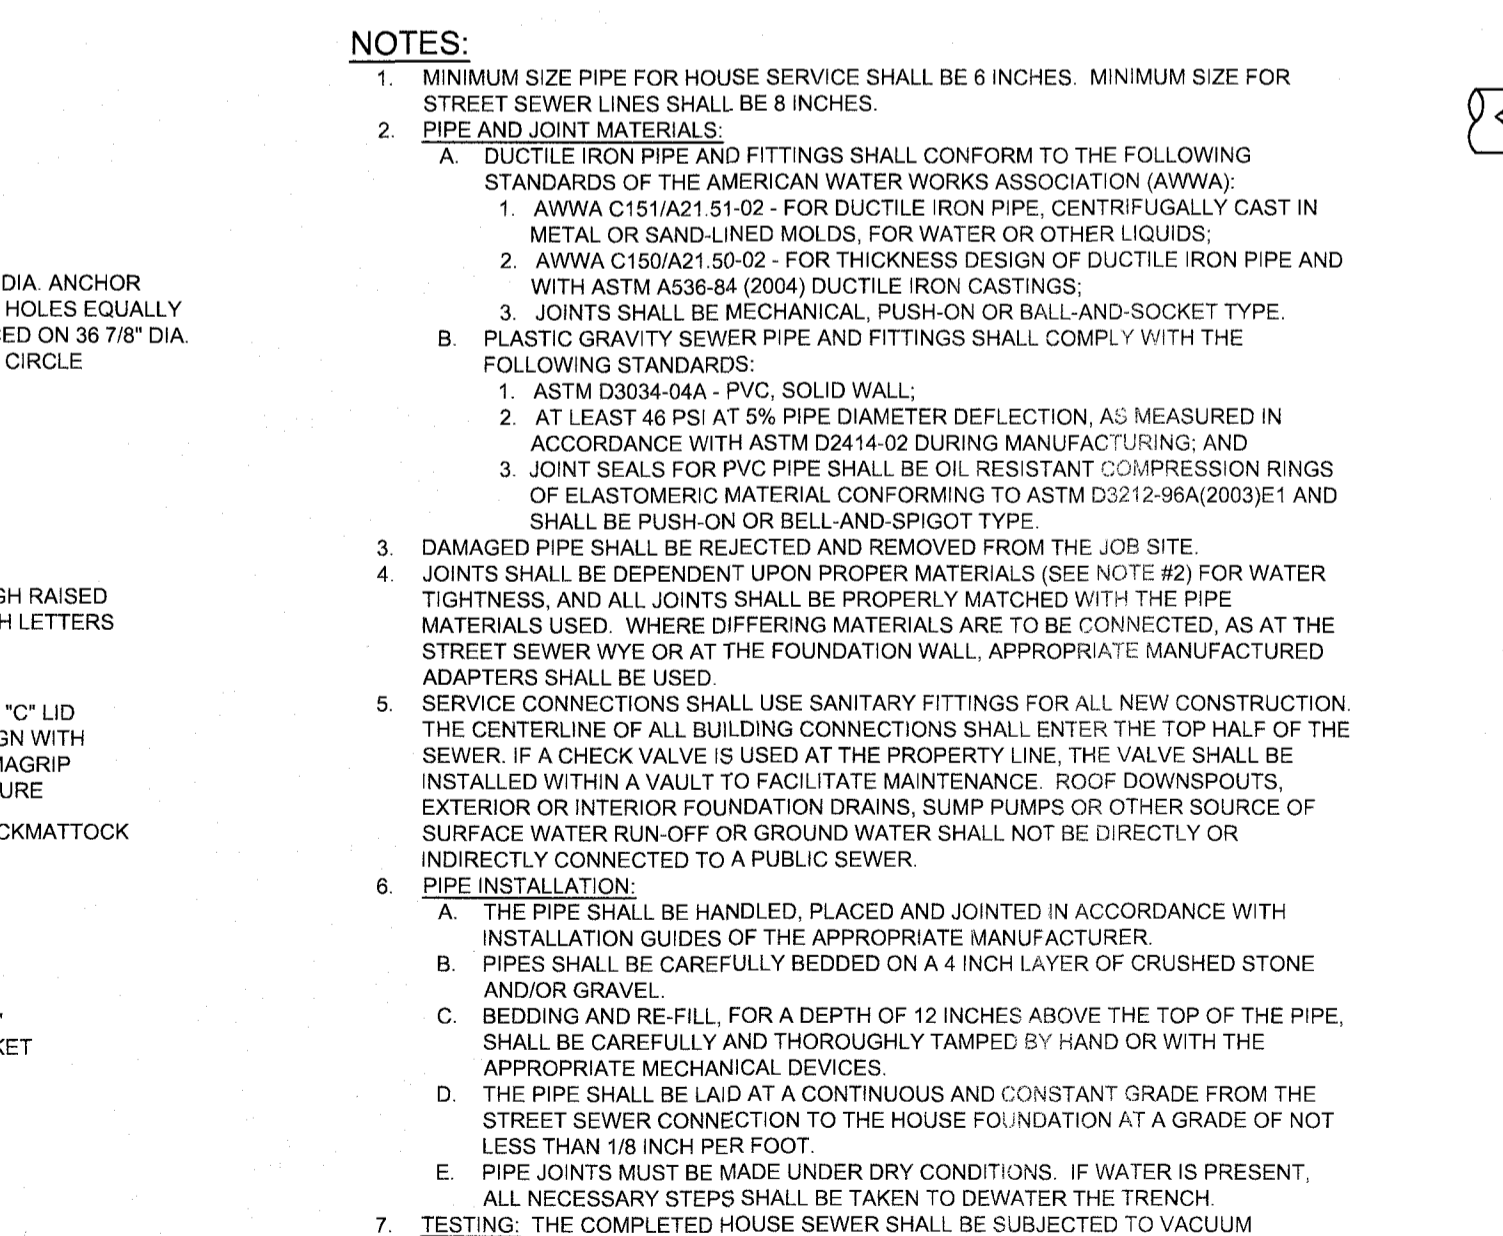 NOTES:
1. MINIMUM SIZE PIPE FOR HOUSE SERVICE SHALL BE 6 INCHES. MINIMUM SIZE FOR
STREET SEWER LINES SHALL BE 8 INCHES.
2. PIPE AND JOINT MATERIALS:
A. DUCTILE IRON PIPE AND FITTINGS SHALL CONFORM TO THE FOLLOWING
STANDARDS OF THE AMERICAN WATER WORKS ASSOCIATION (AWWA):
1. AWWA C151/A21.51-02 - FOR DUCTILE IRON PIPE, CENTRIFUGALLY CAST IN
METAL OR SAND-LINED MOLDS, FOR WATER OR OTHER LIQUIDS;
2. AWWA C150/A21.50-02 - FOR THICKNESS DESIGN OF DUCTILE IRON PIPE AND
WITH ASTM A536-84 (2004) DUCTILE IRON CASTINGS;
3. JOINTS SHALL BE MECHANICAL, PUSH-ON OR BALL-AND-SOCKET TYPE.
B. PLASTIC GRAVITY SEWER PIPE AND FITTINGS SHALL COMPLY WITH THE
FOLLOWING STANDARDS:
1. ASTM D3034-04A - PVC, SOLID WALL;
2. AT LEAST 46 PSI AT 5% PIPE DIAMETER DEFLECTION, AS MEASURED IN
ACCORDANCE WITH ASTM D2414-02 DURING MANUFACTURING; AND
3. JOINT SEALS FOR PVC PIPE SHALL BE OIL RESISTANT COMPRESSION RINGS
OF ELASTOMERIC MATERIAL CONFORMING TO ASTM D3212-96A(2003)E1 AND
SHALL BE PUSH-ON OR BELL-AND-SPIGOT TYPE.
3. DAMAGED PIPE SHALL BE REJECTED AND REMOVED FROM THE JOB SITE.
4. JOINTS SHALL BE DEPENDENT UPON PROPER MATERIALS (SEE NOTE #2) FOR WATER
TIGHTNESS, AND ALL JOINTS SHALL BE PROPERLY MATCHED WITH THE PIPE
MATERIALS USED. WHERE DIFFERING MATERIALS ARE TO BE CONNECTED, AS AT THE
STREET SEWER WYE OR AT THE FOUNDATION WALL, APPROPRIATE MANUFACTURED
ADAPTERS SHALL BE USED.
5. SERVICE CONNECTIONS SHALL USE SANITARY FITTINGS FOR ALL NEW CONSTRUCTION.
THE CENTERLINE OF ALL BUILDING CONNECTIONS SHALL ENTER THE TOP HALF OF THE
SEWER. IF A CHECK VALVE IS USED AT THE PROPERTY LINE, THE VALVE SHALL BE
INSTALLED WITHIN A VAULT TO FACILITATE MAINTENANCE. ROOF DOWNSPOUTS,
EXTERIOR OR INTERIOR FOUNDATION DRAINS, SUMP PUMPS OR OTHER SOURCE OF
SURFACE WATER RUN-OFF OR GROUND WATER SHALL NOT BE DIRECTLY OR
INDIRECTLY CONNECTED TO A PUBLIC SEWER.
6. PIPE INSTALLATION:
A. THE PIPE SHALL BE HANDLED, PLACED AND JOINTED IN ACCORDANCE WITH
INSTALLATION GUIDES OF THE APPROPRIATE MANUFACTURER.
B. PIPES SHALL BE CAREFULLY BEDDED ON A 4 INCH LAYER OF CRUSHED STONE
AND/OR GRAVEL.
C. BEDDING AND RE-FILL, FOR A DEPTH OF 12 INCHES ABOVE THE TOP OF THE PIPE,
SHALL BE CAREFULLY AND THOROUGHLY TAMPED BY HAND OR WITH THE
APPROPRIATE MECHANICAL DEVICES.
D. THE PIPE SHALL BE LAID AT A CONTINUOUS AND CONSTANT GRADE FROM THE
STREET SEWER CONNECTION TO THE HOUSE FOUNDATION AT A GRADE OF NOT
LESS THAN 1/8 INCH PER FOOT.
E. PIPE JOINTS MUST BE MADE UNDER DRY CONDITIONS. IF WATER IS PRESENT,
ALL NECESSARY STEPS SHALL BE TAKEN TO DEWATER THE TRENCH.
7. TESTING: THE COMPLETED HOUSE SEWER SHALL BE SUBJECTED TO VACUUM
DIA. ANCHOR
HOLES EQUALLY
ED ON 36 7/8" DIA.
CIRCLE
GH RAISED
H LETTERS
"C" LID
GN WITH
MAGRIP
URE
CKMATTOCK
KET